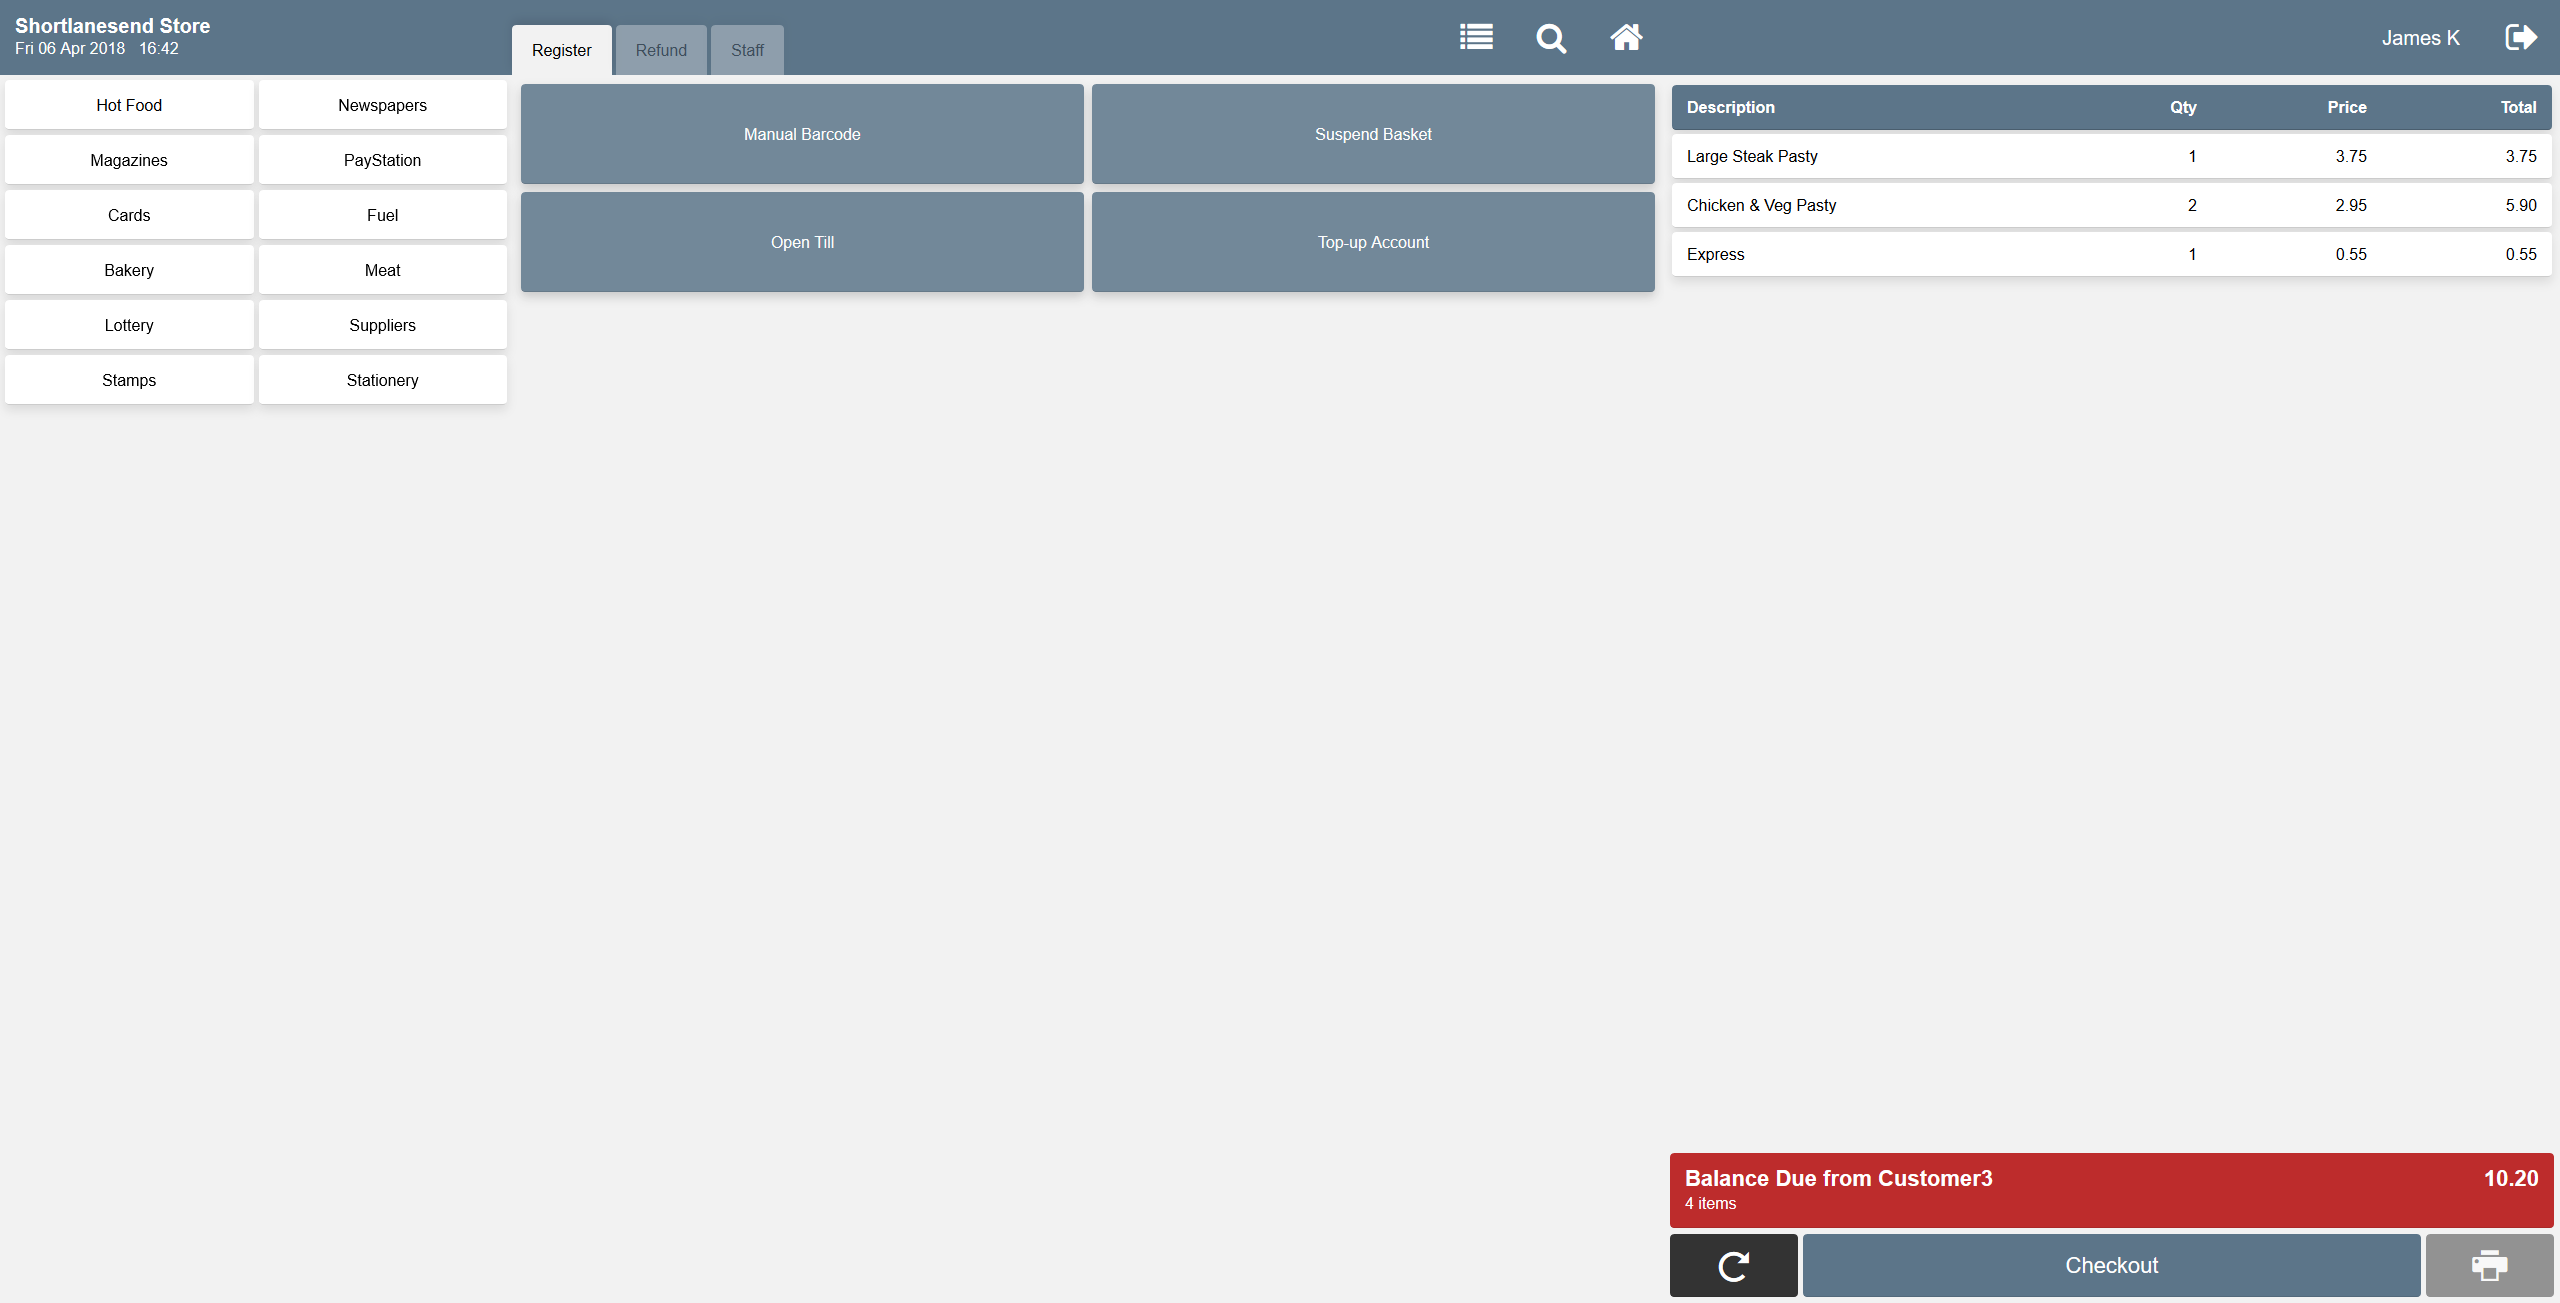 Shortlanesend Store
Fri 06 Apr 2018 16:42
Register Refund Staff
James K
Hot Food Newspapers
Magazines PayStation
Cards Fuel
Bakery Meat
Lottery Suppliers
Stamps Stationery
Manual Barcode Suspend Basket
Open Till Top-up Account
Description Qty Price Total
Large Steak Pasty 1 3.75 3.75
Chicken & Veg Pasty 2 2.95 5.90
Express 1 0.55 0.55
Balance Due from Customer3 10.20
4 items
Checkout